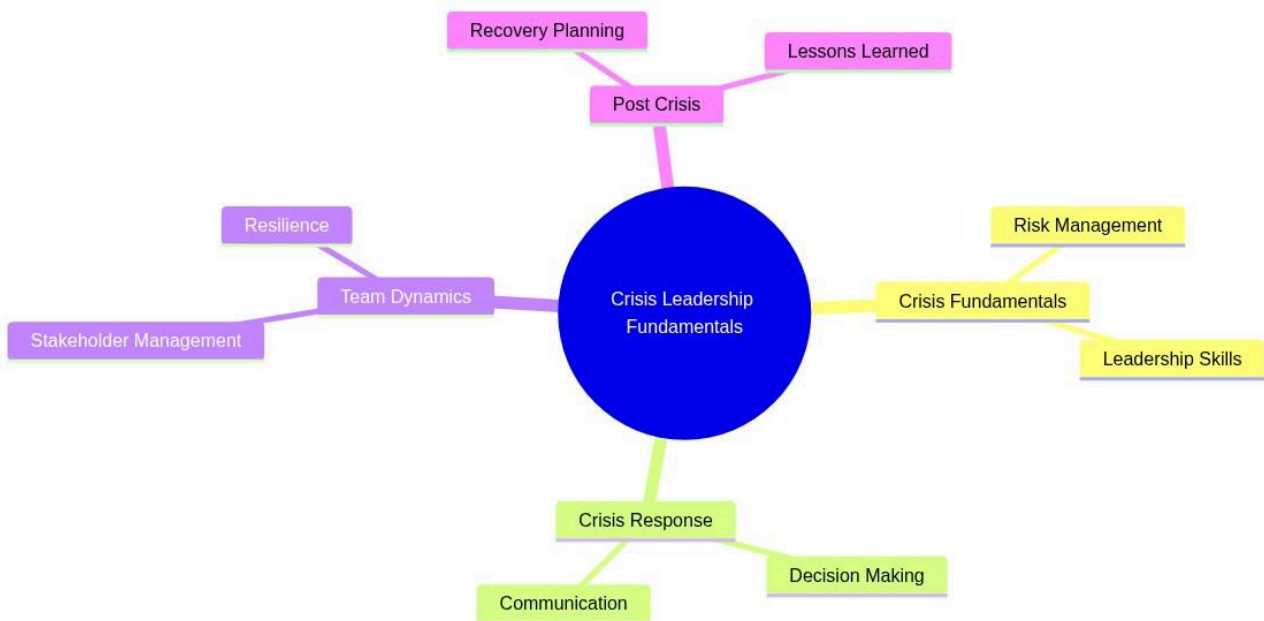 Recovery Planning
Lessons Learned
Post Crisis
Resilience
Risk Management
Team Dynamics
Crisis Leadership
Fundamentals
Crisis Fundamentals
Stakeholder Management
Leadership Skills
Crisis Response
Decision Making
Communication